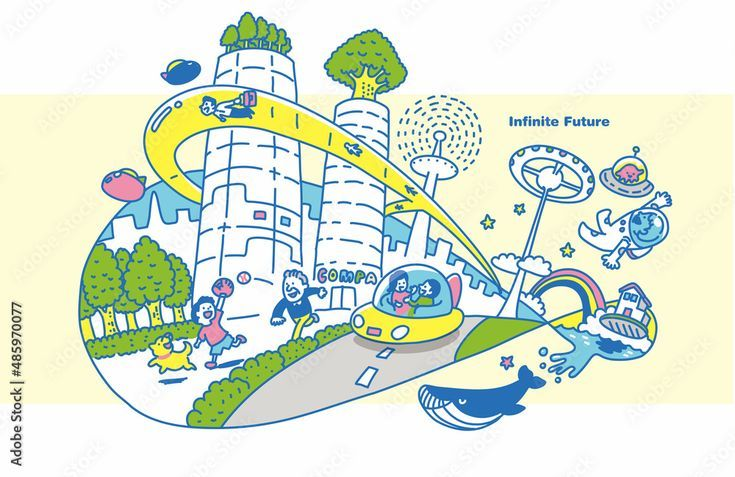 Infinite Future
COMPA
Adobe Stock | #485970077